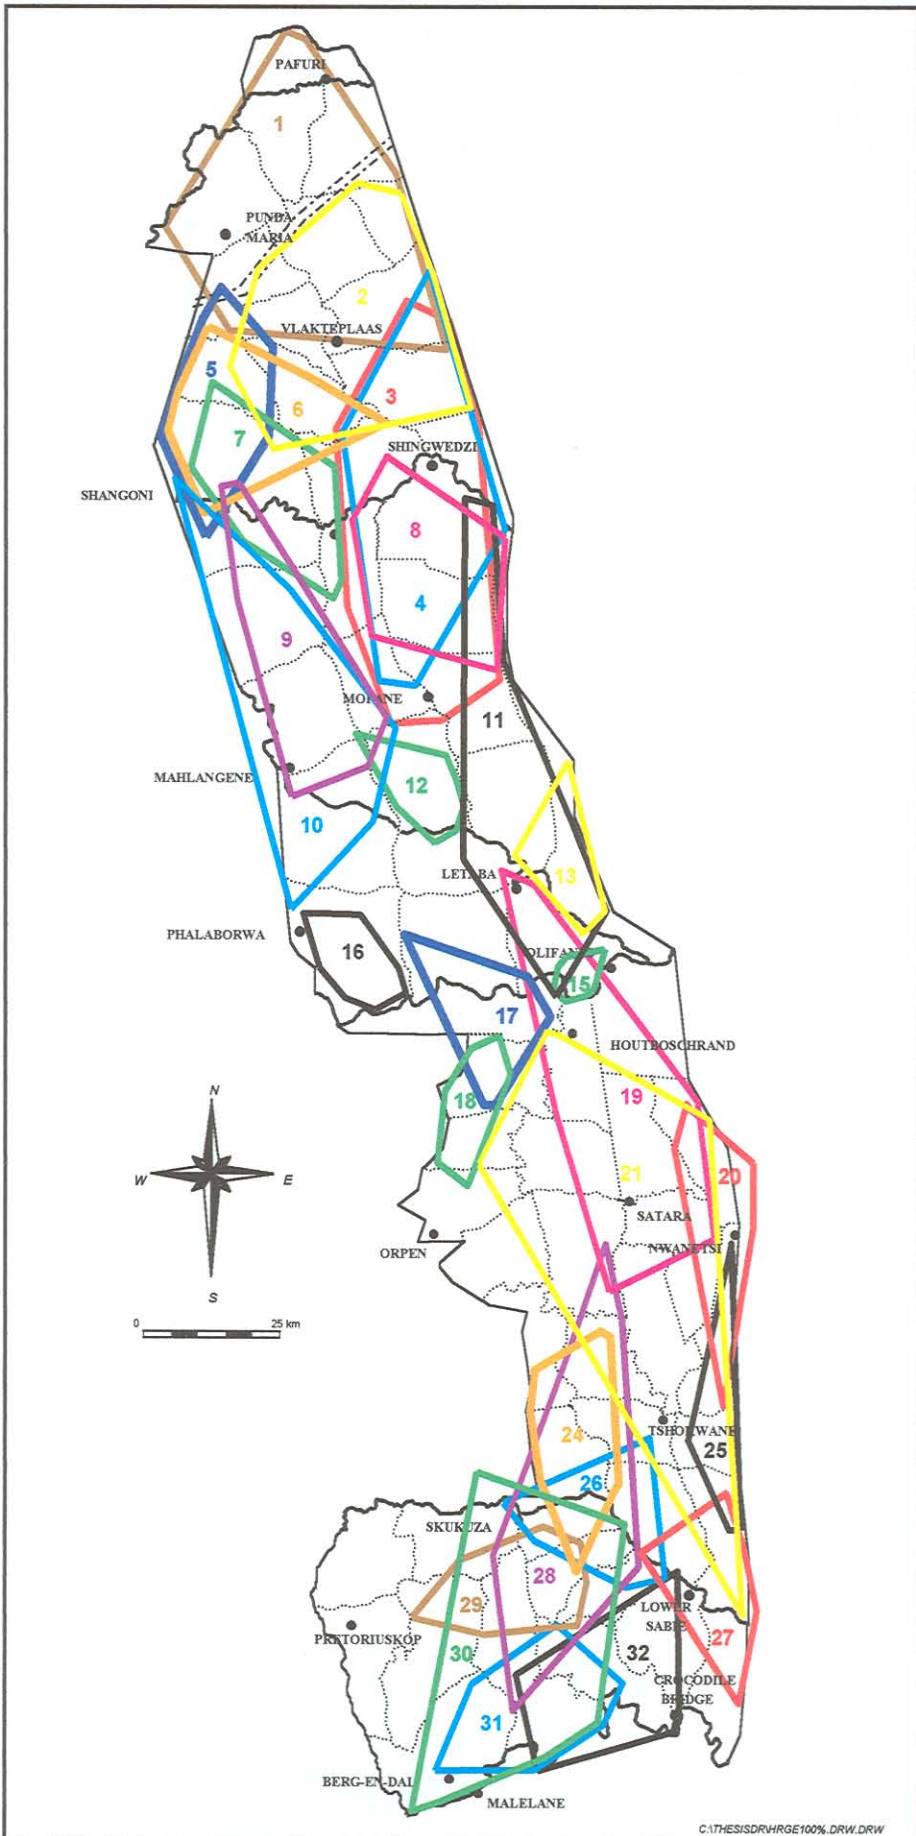 PAFURI
1
PUNDA
MARIA
2
VLAKTEPLAAS
5
3
6
7
SHINGWEDZI
SHANGONI
8
4
9
MOPANE
11
MAHLANGENE
12
10
LETABA
13
PHALABORWA
16
OLIFANTS
15
17
HOUTBOSCHRAND
18
19
N
W
E
S
20
21
SATARA
NWANETSI
ORPEN
0
25 km
24
TSHOKWANE
25
26
SKUKUZA
28
29
LOWER
SABIE
27
PRETORIUSKOP
30
32
CROCODILE
BRIDGE
31
BERG-EN-DAL
MALELANE
C:\THESISDRVHRGE100%.DRW.DRW